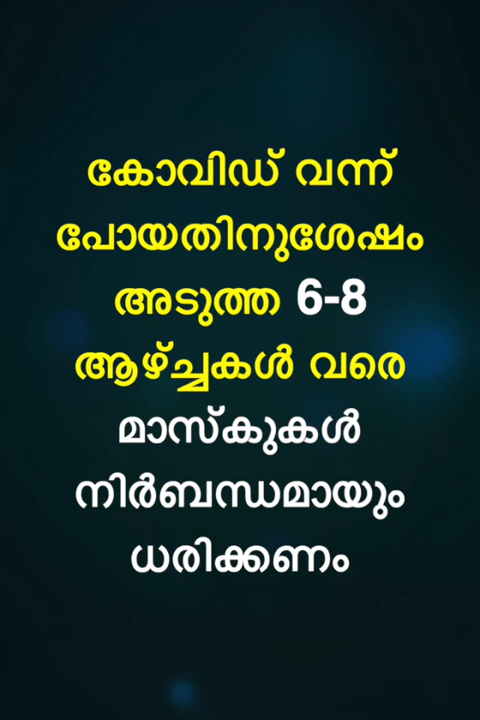 കോവിഡ് വന്ന്
പോയതിനുശേഷം
അടുത്ത 6-8
ആഴ്ച്ചകൾ വരെ
മാസ്കുകൾ
നിർബന്ധമായും
ധരിക്കണം